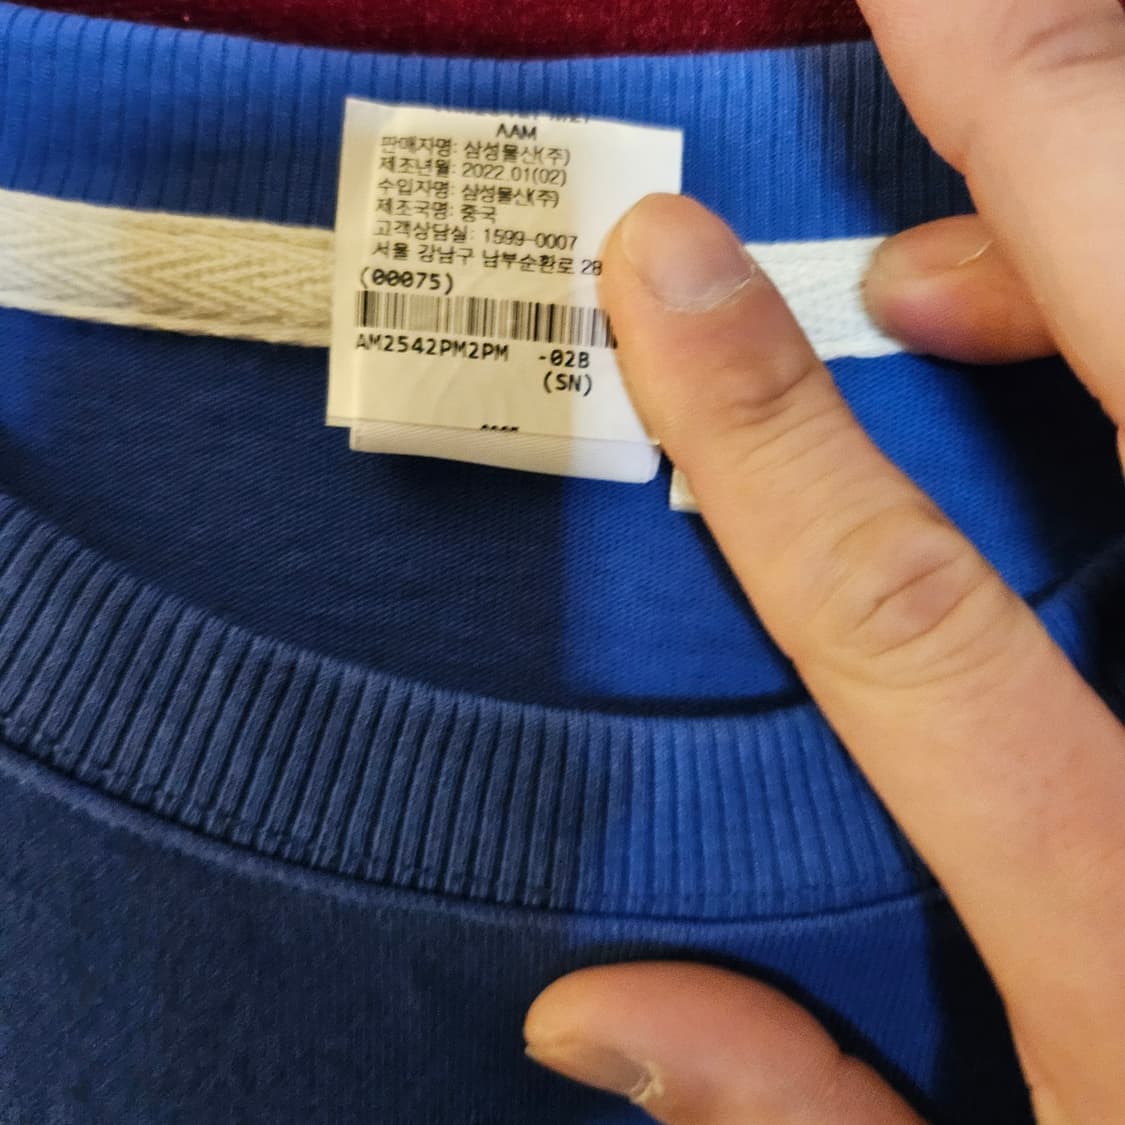 AAM
판매자명: 삼성물산(주)
제조년월: 2022.01(02)
수입자명: 삼성물산(주)
제조국명: 중국
고객상담실: 1599-0007
서울 강남구 남부순환로 28
(00075)
AM2542PM2PM -02B
(SN)